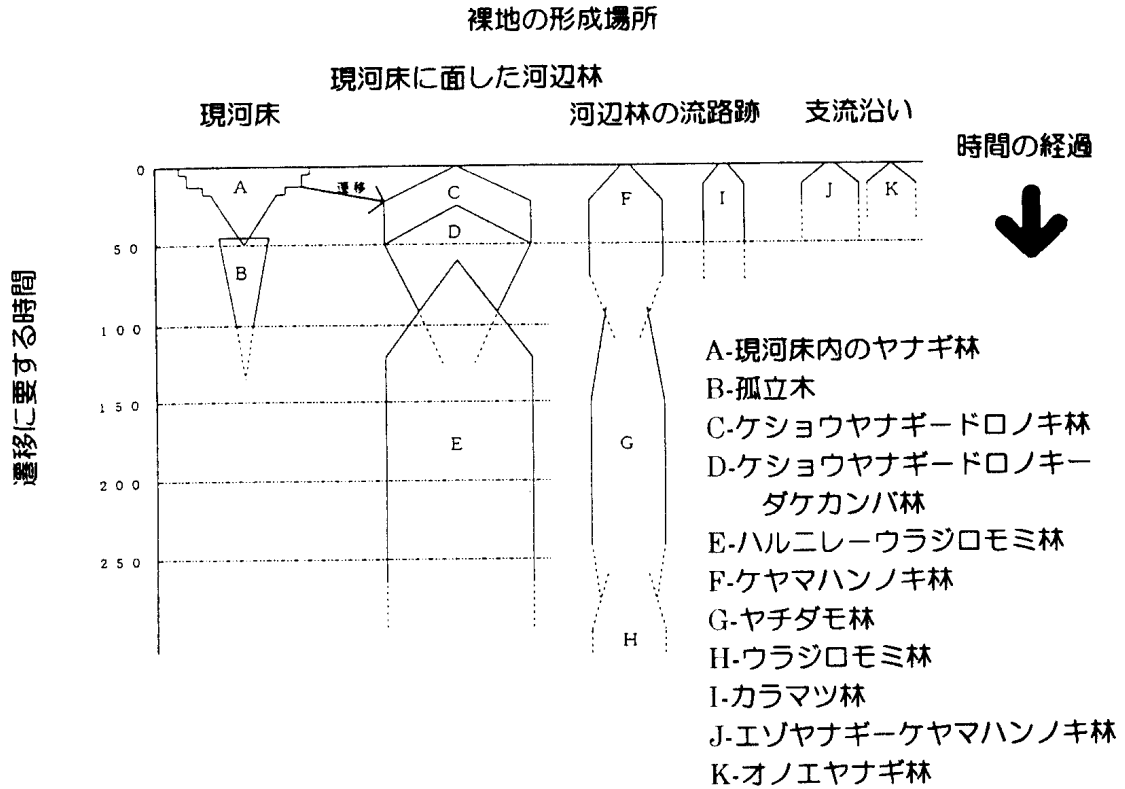 裸地の形成場所
現河床に面した河辺林
現河床
河辺林の流路跡
支流沿い
時間の経過
遷移に要する時間
0
50
100
150
200
250
A
遷移
B
C
D
E
F
G
H
I
J
K
A-現河床内のヤナギ林
B-孤立木
C-ケショウヤナギードロノキ林
D-ケショウヤナギードロノキー
ダケカンバ林
E-ハルニレーウラジロモミ林
F-ケヤマハンノキ林
G-ヤチダモ林
H-ウラジロモミ林
I-カラマツ林
J-エゾヤナギーケヤマハンノキ林
K-オノエヤナギ林